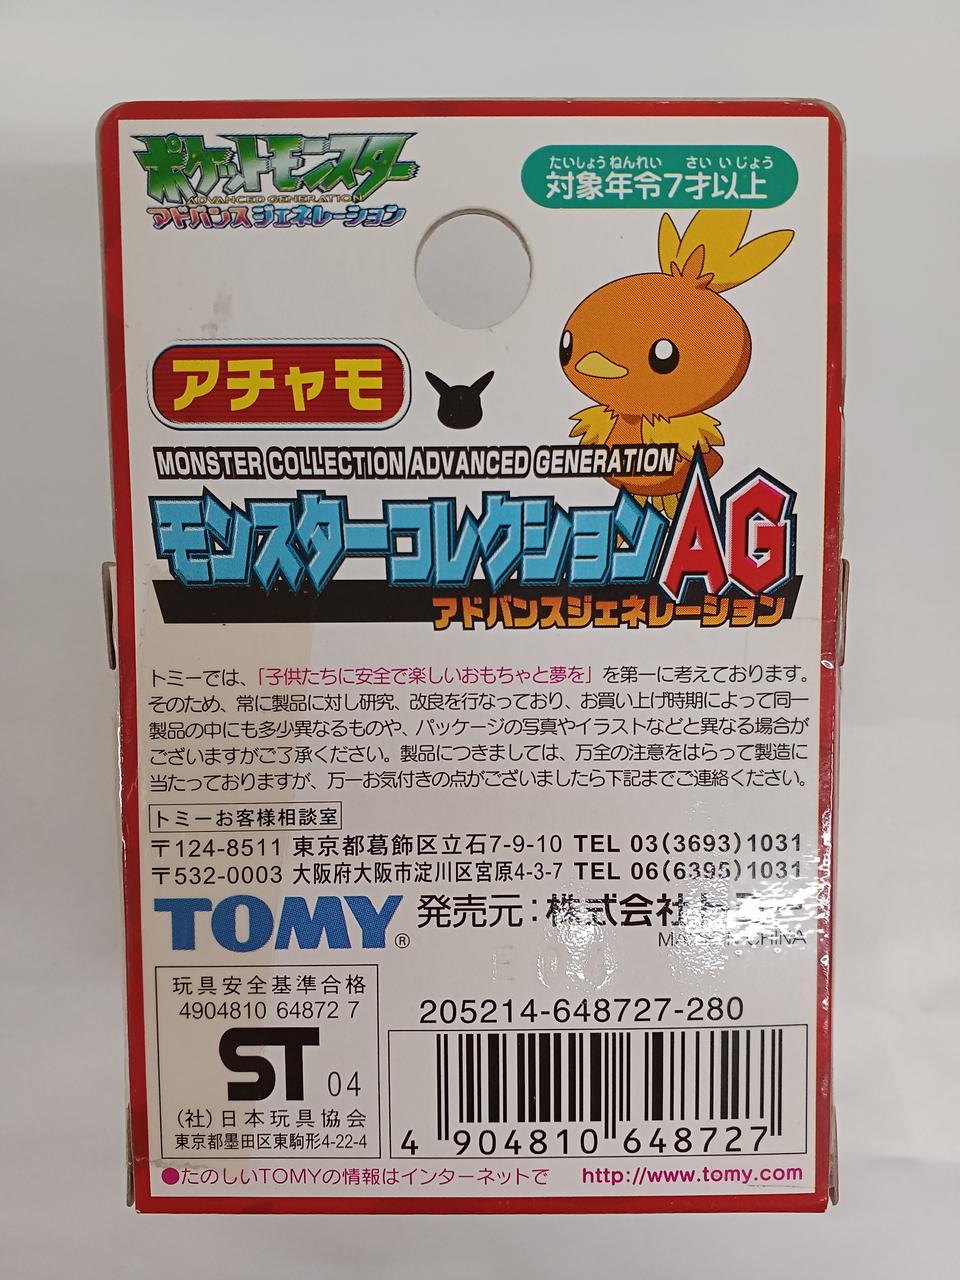 ポケットモンスター
ADVANCED GENERATION
アドバンスジェネレーション
たいしょうねんれい さい いじょう
対象年令7才以上
アチャモ
MONSTER COLLECTION ADVANCED GENERATION
モンスターコレクションAG
アドバンスジェネレーション
トミーでは、「子供たちに安全で楽しいおもちゃと夢を」を第一に考えております。
そのため、常に製品に対し研究、改良を行なっており、お買い上げ時期によって同一
製品の中にも多少異なるものや、パッケージの写真やイラストなどと異なる場合が
ございますがご了承ください。製品につきましては、万全の注意をはらって製造に
当たっておりますが、万一お気付きの点がございましたら下記までご連絡ください。
トミーお客様相談室
〒124-8511 東京都葛飾区立石7-9-10 TEL 03(3693)1031
〒532-0003 大阪府大阪市淀川区宮原4-3-7 TEL 06(6395)1031
TOMY® 発売元:株式会社トミー
MADE IN CHINA
玩具安全基準合格
4904810 64872 7
ST 04
(社)日本玩具協会
東京都墨田区東駒形4-22-4
205214-648727-280
4 904810 648727
●たのしいTOMYの情報はインターネットで http://www.tomy.com